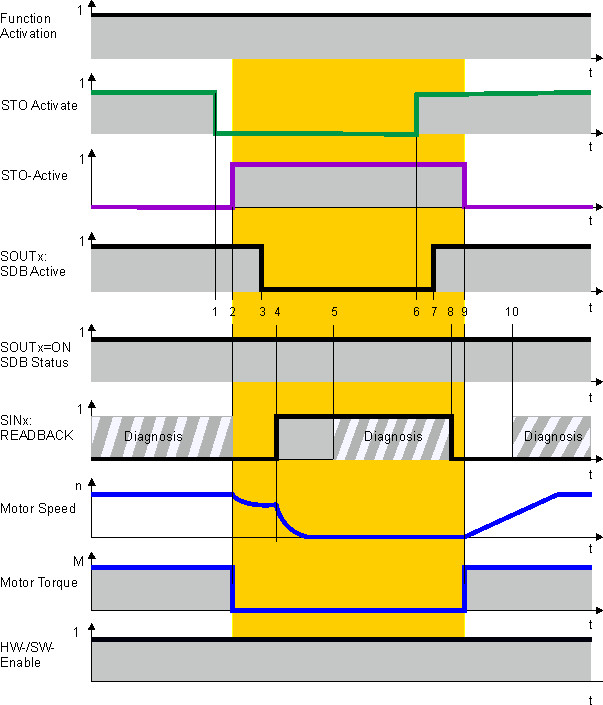 Function
Activation
1
t
STO Activate
1
t
STO-Active
1
t
SOUTx:
SDB Active
1
t
1 2 3 4 5 6 7 8 9 10
SOUTx=ON
SDB Status
1
t
SINx:
READBACK
1
Diagnosis Diagnosis Diagnosis
t
Motor Speed
n
t
Motor Torque
M
t
HW-/SW-
Enable
1
t